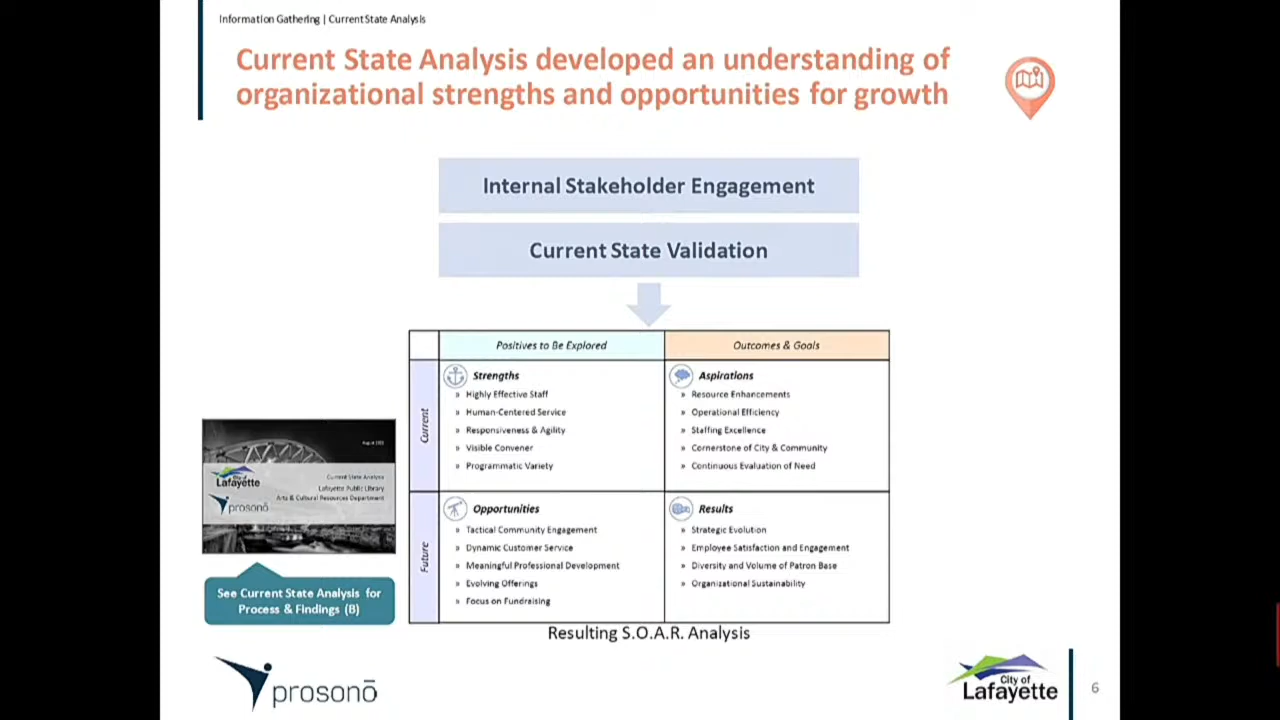 Information Gathering | Current State Analysis
Current State Analysis developed an understanding of
organizational strengths and opportunities for growth
Internal Stakeholder Engagement
Current State Validation
Positives to Be Explored
Outcomes & Goals
Current
Strengths
» Highly Effective Staff
» Human-Centered Service
» Responsiveness & Agility
» Visible Convener
» Programmatic Variety
Aspirations
» Resource Enhancements
» Operational Efficiency
» Staffing Excellence
» Cornerstone of City & Community
» Continuous Evaluation of Need
Future
Opportunities
» Tactical Community Engagement
» Dynamic Customer Service
» Meaningful Professional Development
» Evolving Offerings
» Focus on Fundraising
Results
» Strategic Evolution
» Employee Satisfaction and Engagement
» Diversity and Volume of Patron Base
» Organizational Sustainability
Resulting S.O.A.R. Analysis
City of
Lafayette
prosonō
Current State Analysis
Lafayette Public Library
Arts & Cultural Resources Department
See Current State Analysis for
Process & Findings (B)
prosonō
City of
Lafayette
6